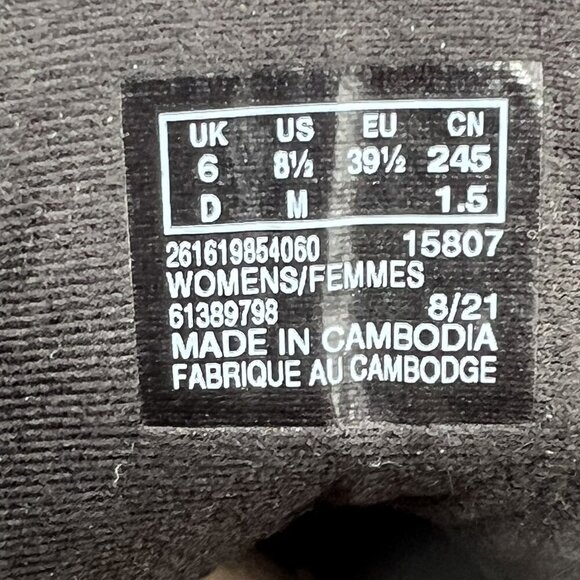 UK US EU CN
6 8½ 39½ 245
D M 1.5
261619854060 15807
WOMENS/FEMMES
61389798 8/21
MADE IN CAMBODIA
FABRIQUE AU CAMBODGE